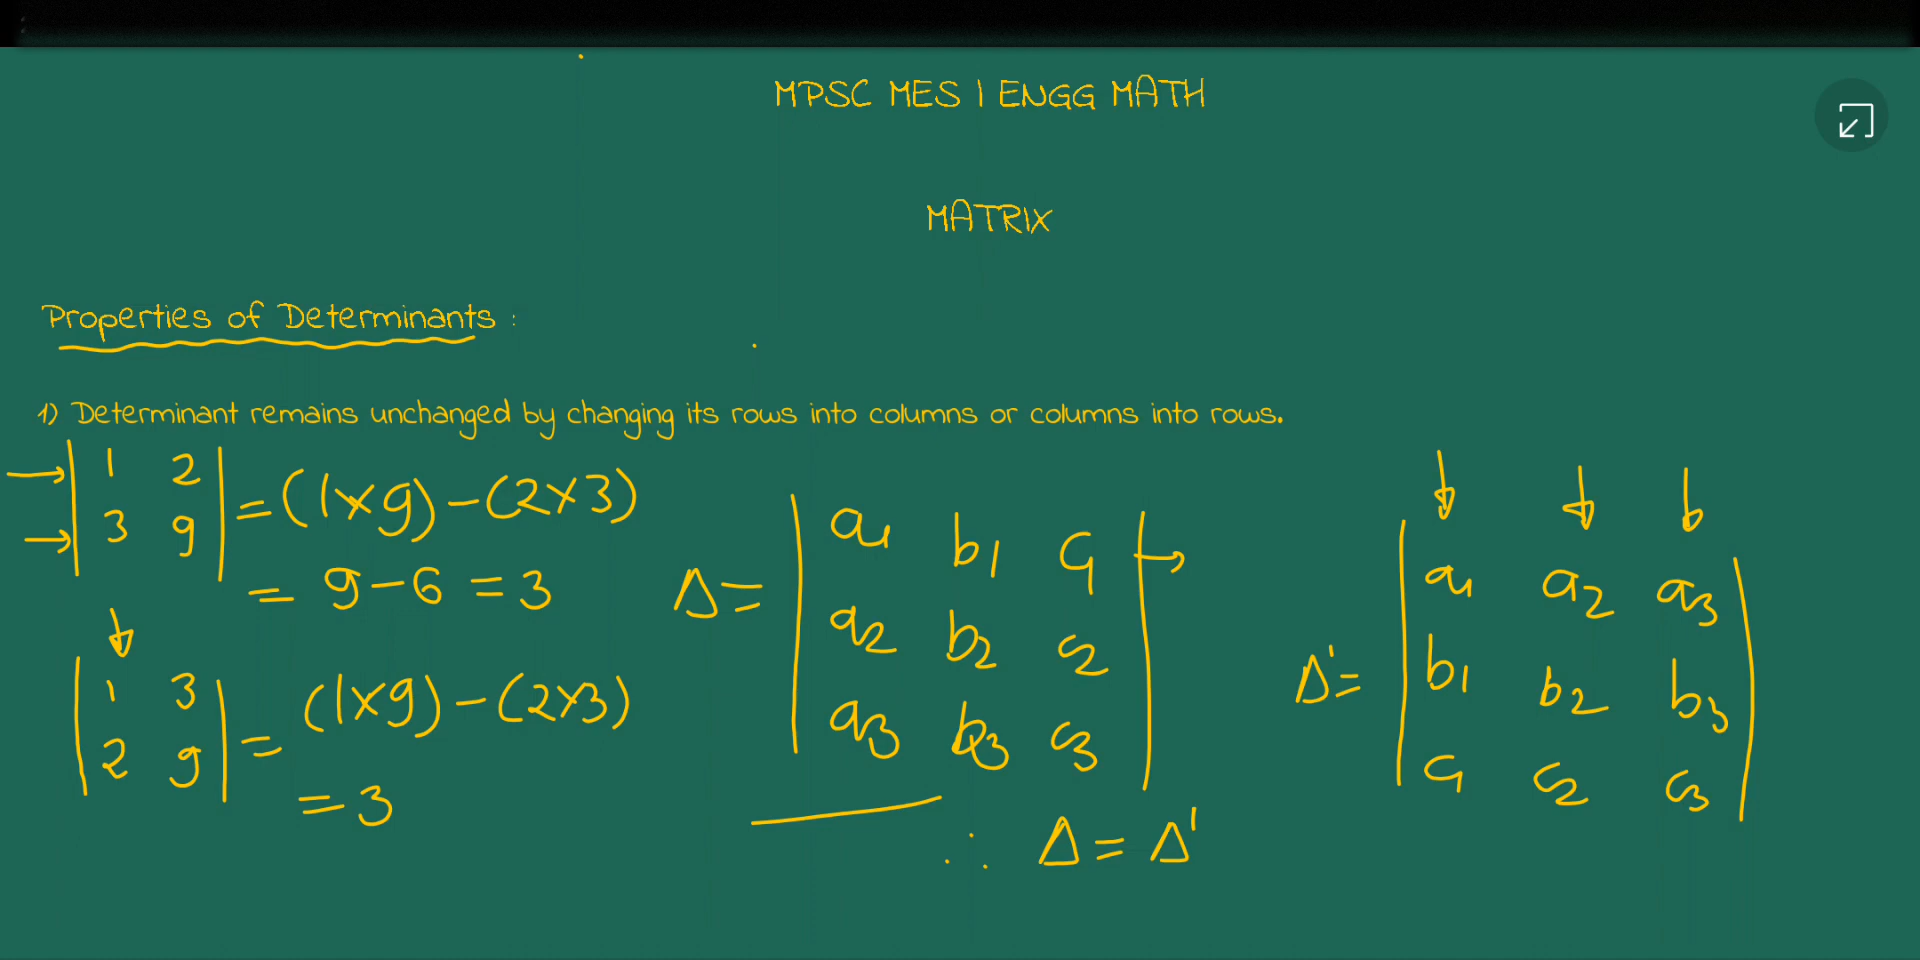 MPSC MES | ENGG MATH
MATRIX
Properties of Determinants :
1) Determinant remains unchanged by changing its rows into columns or columns into rows.
| 1 2 |
| 3 9 | = (1×9) - (2×3)
= 9 - 6 = 3
| 1 3 |
| 2 9 | = (1×9) - (2×3)
= 3
Δ = | a1 b1 c1 |
| a2 b2 c2 |
| a3 b3 c3 |
Δ' = | a1 a2 a3 |
| b1 b2 b3 |
| c1 c2 c3 |
∴ Δ = Δ'